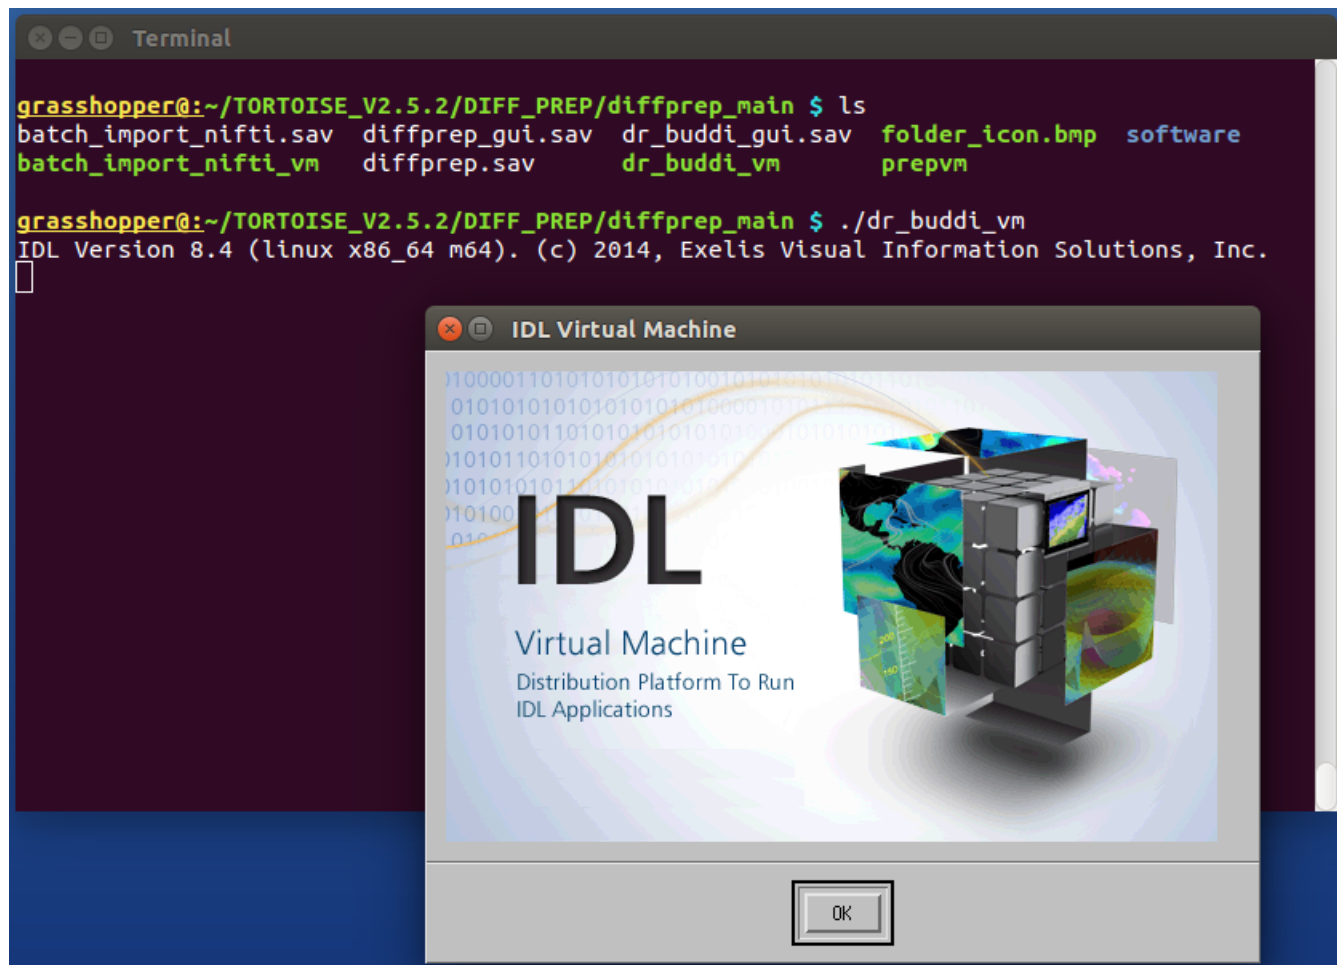 Terminal
grasshopper@:~/TORTOISE_V2.5.2/DIFF_PREP/diffprep_main $ ls
batch_import_nifti.sav  diffprep_gui.sav  dr_buddi_gui.sav  folder_icon.bmp  software
batch_import_nifti_vm   diffprep.sav      dr_buddi_vm       prepvm
grasshopper@:~/TORTOISE_V2.5.2/DIFF_PREP/diffprep_main $ ./dr_buddi_vm
IDL Version 8.4 (linux x86_64 m64). (c) 2014, Exelis Visual Information Solutions, Inc.
IDL Virtual Machine
IDL
Virtual Machine
Distribution Platform To Run
IDL Applications
200
150
OK